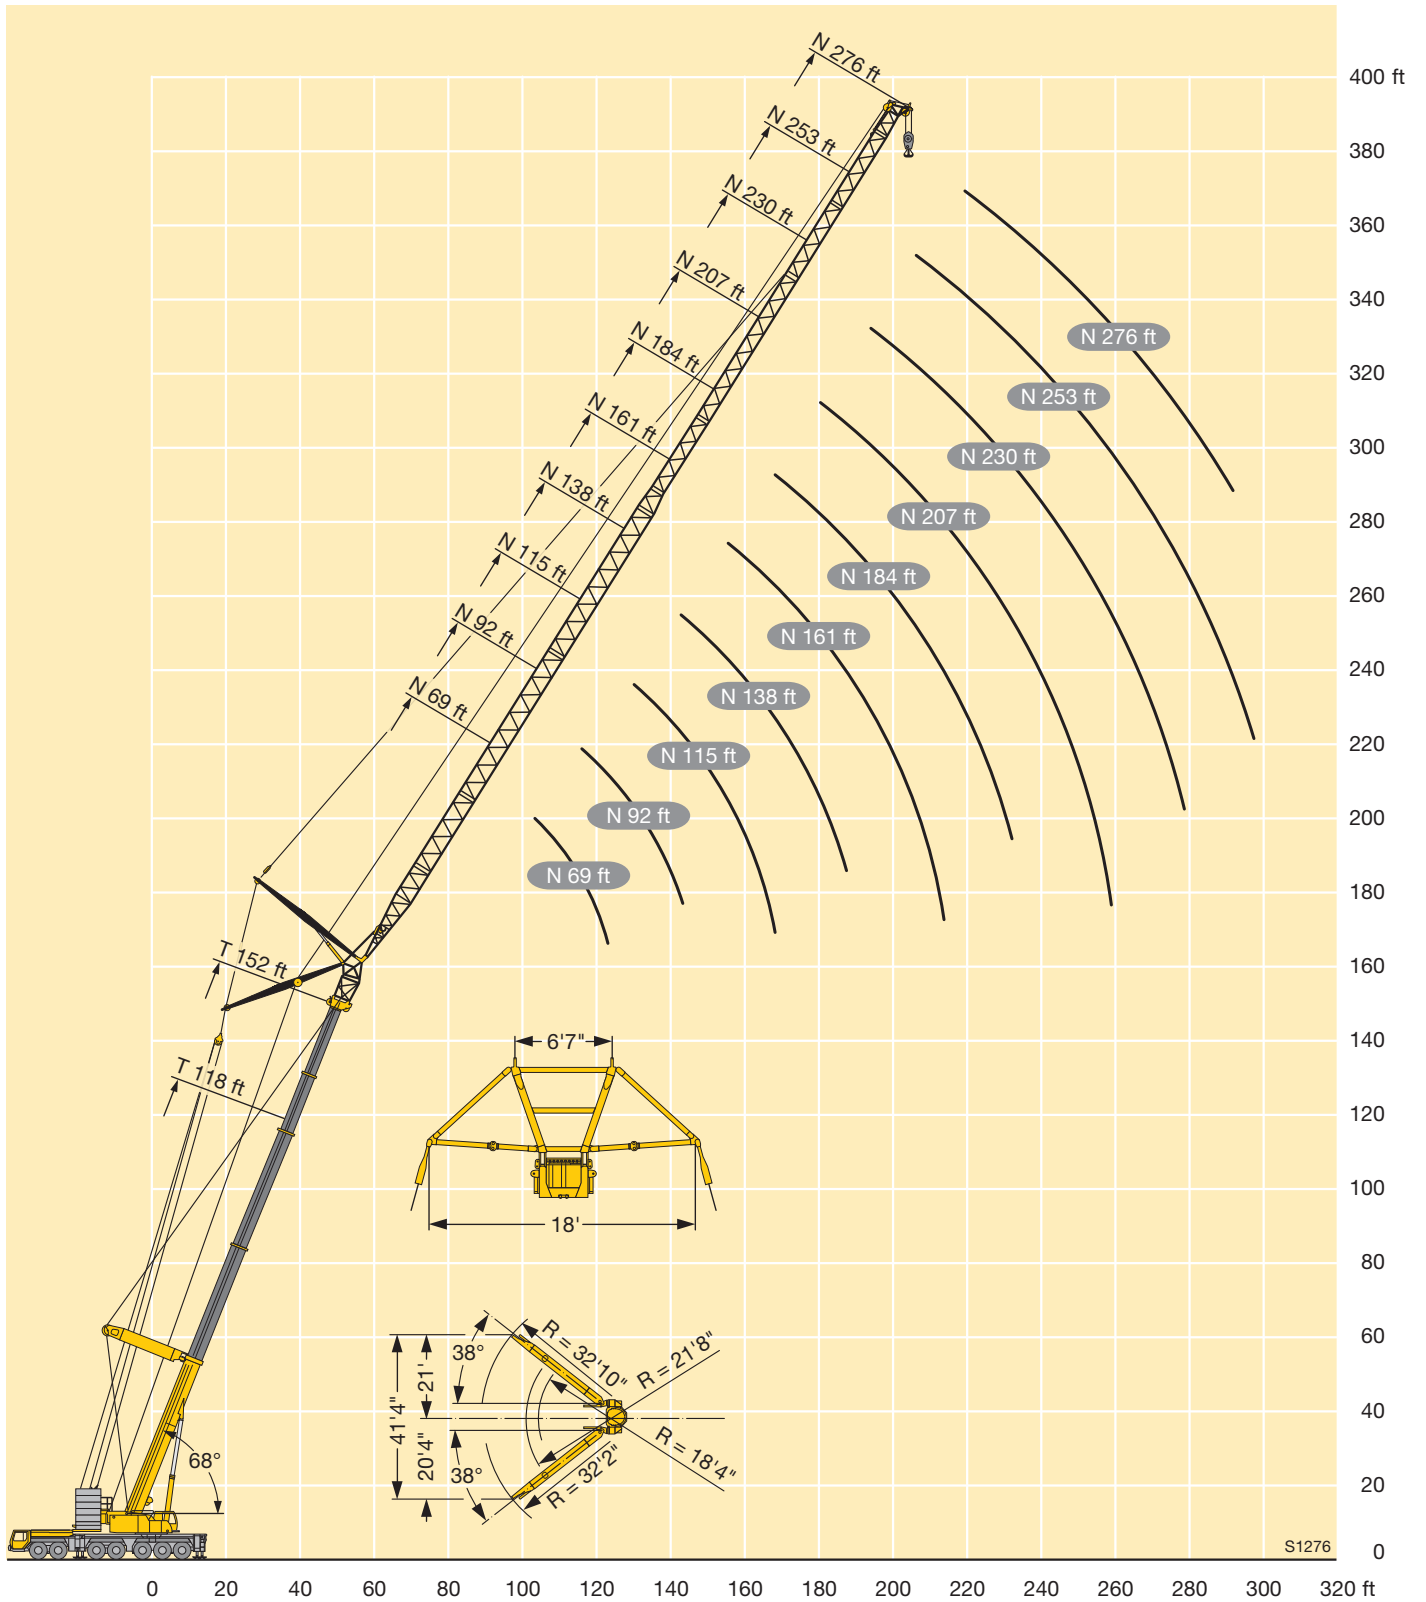 N 276 ft
400 ft
N 253 ft
380
N 230 ft
360
N 207 ft
340
N 276 ft
N 184 ft
320
N 253 ft
N 161 ft
300
N 230 ft
N 138 ft
280
N 207 ft
N 115 ft
N 184 ft
260
N 92 ft
N 161 ft
240
N 69 ft
N 138 ft
220
N 115 ft
200
N 92 ft
N 69 ft
180
T 152 ft
160
6'7"
140
T 118 ft
120
100
18'
80
60
38°
R = 32'10"
R = 21'8"
21'
41'4"
40
20'4"
38°
R = 32'2"
R = 18'4"
68°
20
S1276
0
0 20 40 60 80 100 120 140 160 180 200 220 240 260 280 300 320 ft